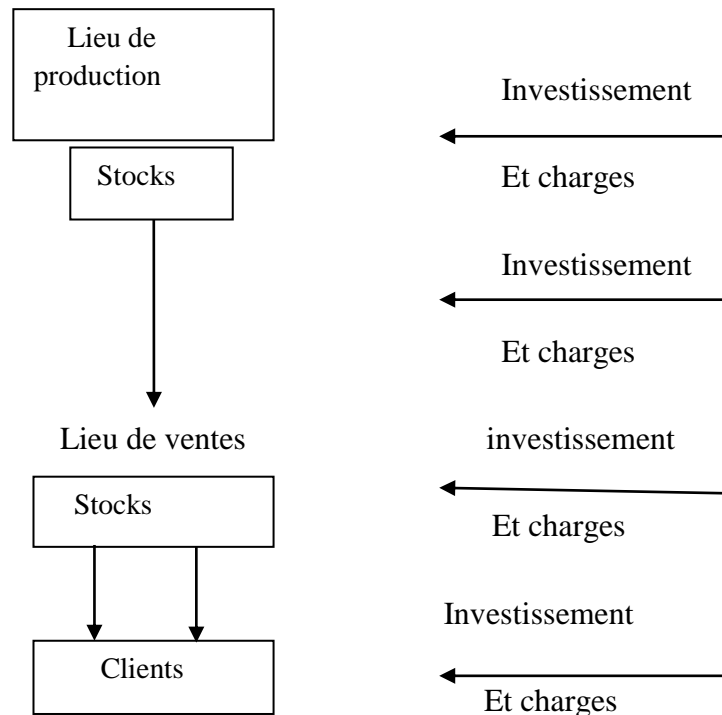 Lieu de
production
Investissement
Stocks
Et charges
Investissement
Et charges
Lieu de ventes
investissement
Stocks
Et charges
Investissement
Clients
Et charges